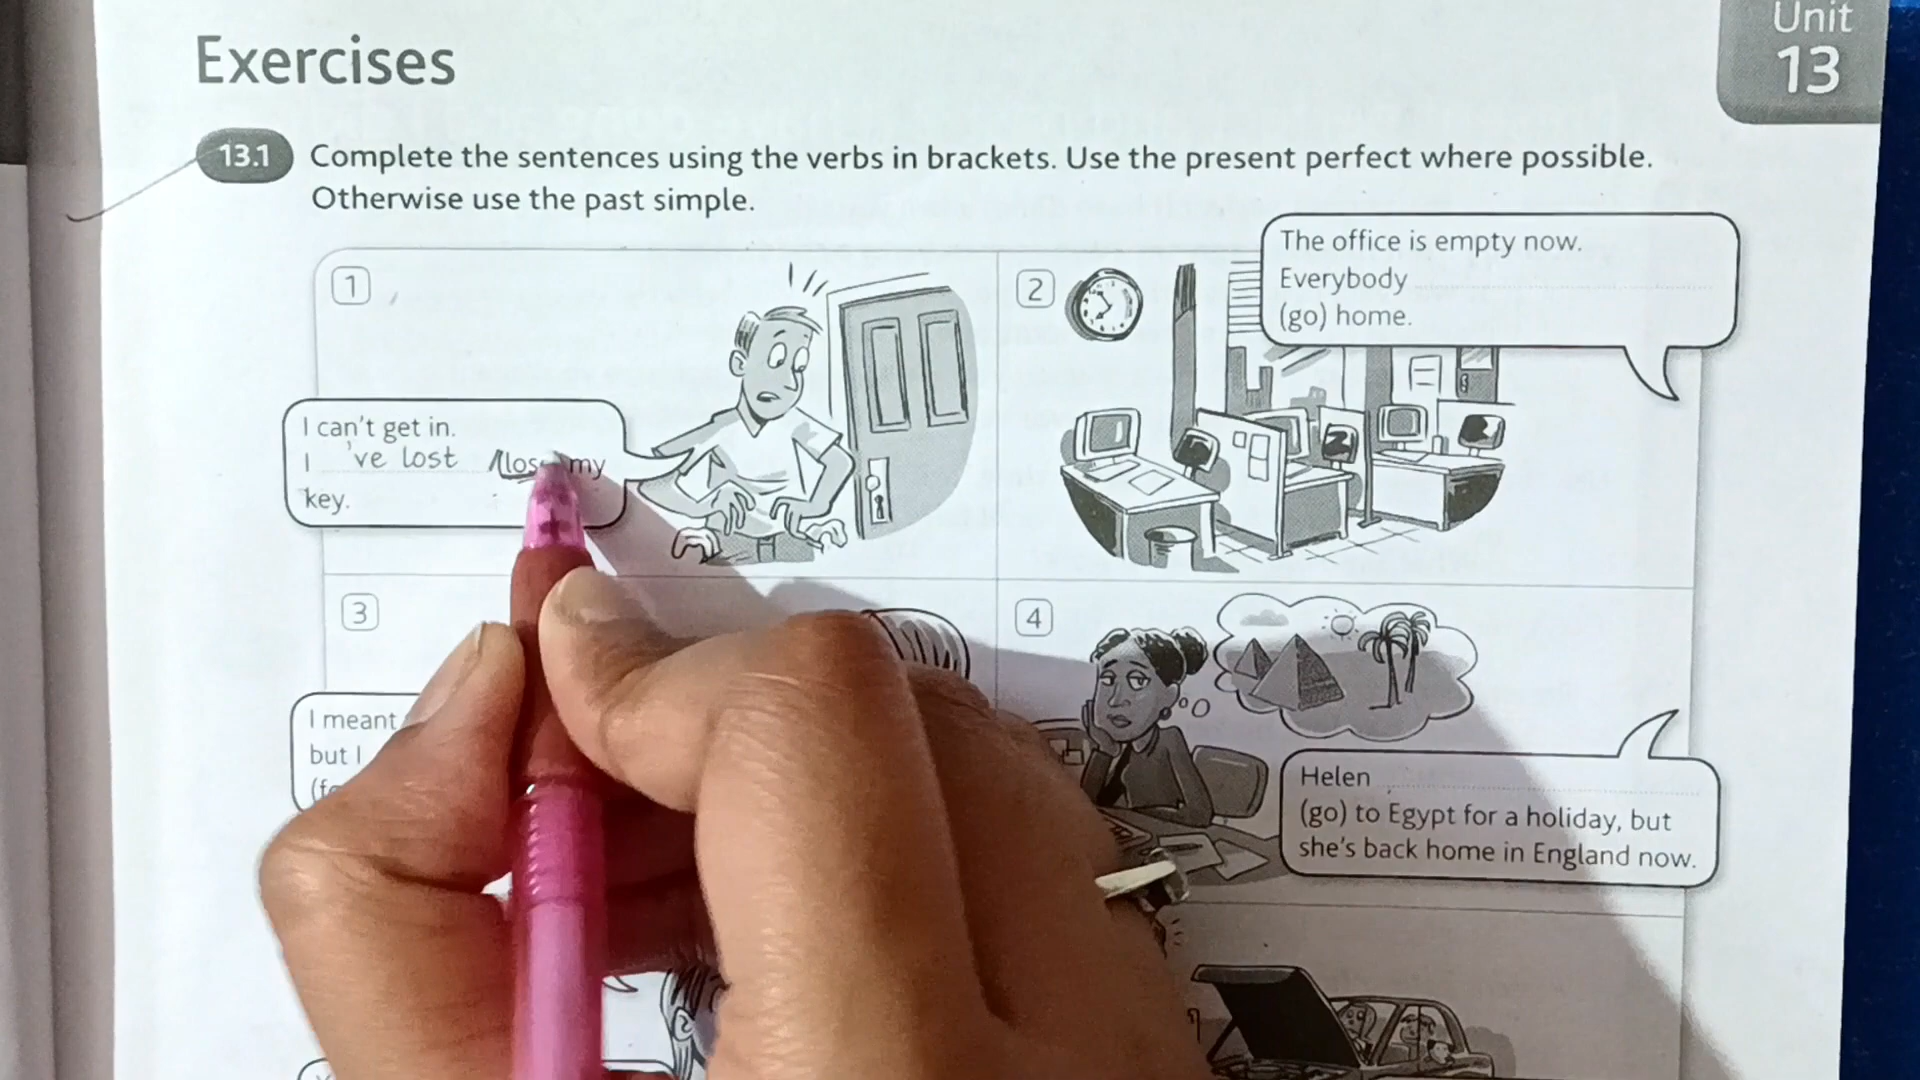 Unit
13
Exercises
13.1 Complete the sentences using the verbs in brackets. Use the present perfect where possible.
Otherwise use the past simple.
1
I can't get in.
I 've lost my
key.
2
The office is empty now.
Everybody
(go) home.
3
I meant
but I
4
Helen
(go) to Egypt for a holiday, but
she's back home in England now.